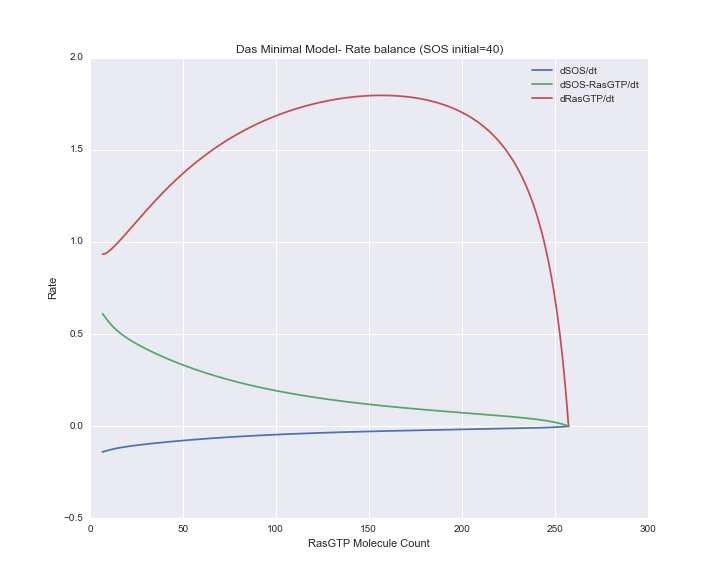 Das Minimal Model- Rate balance (SOS initial=40)
2.0
1.5
1.0
0.5
0.0
−0.5
Rate
dSOS/dt
dSOS-RasGTP/dt
dRasGTP/dt
0 50 100 150 200 250 300
RasGTP Molecule Count